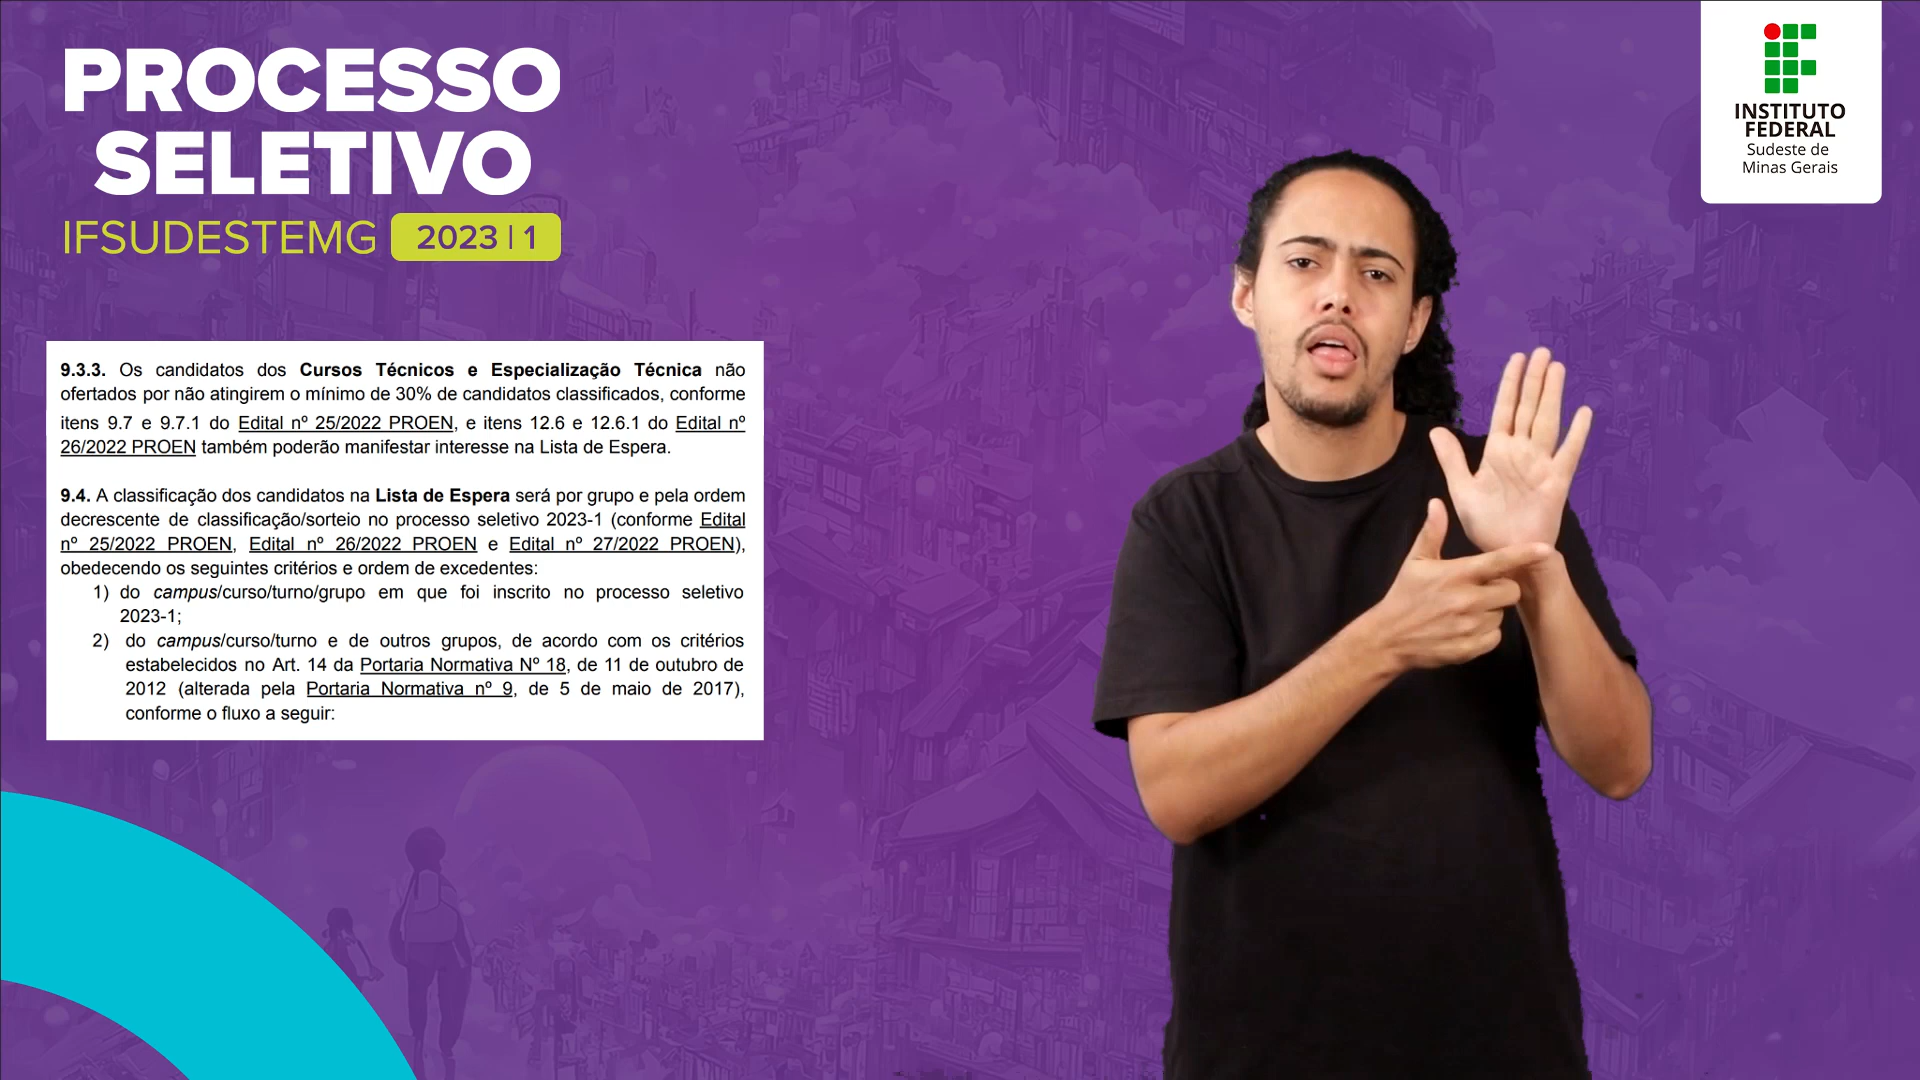 PROCESSO
SELETIVO
IFSUDESTEMG 2023 | 1
INSTITUTO
FEDERAL
Sudeste de
Minas Gerais
9.3.3. Os candidatos dos Cursos Técnicos e Especialização Técnica não
ofertados por não atingirem o mínimo de 30% de candidatos classificados, conforme
itens 9.7 e 9.7.1 do Edital nº 25/2022 PROEN, e itens 12.6 e 12.6.1 do Edital nº
26/2022 PROEN também poderão manifestar interesse na Lista de Espera.
9.4. A classificação dos candidatos na Lista de Espera será por grupo e pela ordem
decrescente de classificação/sorteio no processo seletivo 2023-1 (conforme Edital
nº 25/2022 PROEN, Edital nº 26/2022 PROEN e Edital nº 27/2022 PROEN),
obedecendo os seguintes critérios e ordem de excedentes:
1) do campus/curso/turno/grupo em que foi inscrito no processo seletivo
2023-1;
2) do campus/curso/turno e de outros grupos, de acordo com os critérios
estabelecidos no Art. 14 da Portaria Normativa Nº 18, de 11 de outubro de
2012 (alterada pela Portaria Normativa nº 9, de 5 de maio de 2017),
conforme o fluxo a seguir: